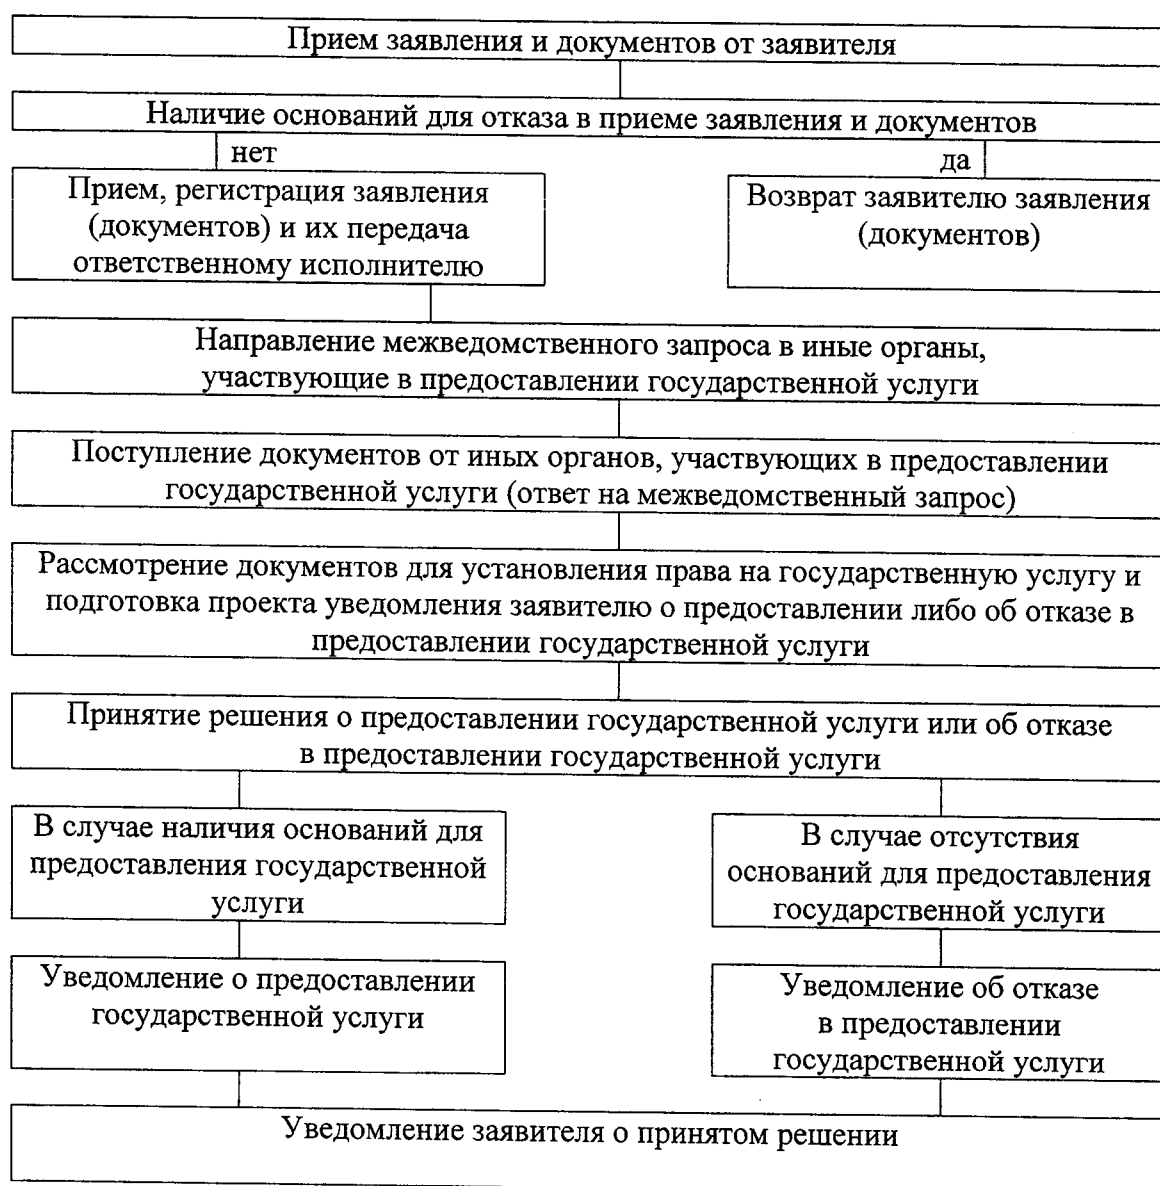 Прием заявления и документов от заявителя
Наличие оснований для отказа в приеме заявления и документов
нет
да
Прием, регистрация заявления
(документов) и их передача
ответственному исполнителю
Возврат заявителю заявления
(документов)
Направление межведомственного запроса в иные органы,
участвующие в предоставлении государственной услуги
Поступление документов от иных органов, участвующих в предоставлении
государственной услуги (ответ на межведомственный запрос)
Рассмотрение документов для установления права на государственную услугу и
подготовка проекта уведомления заявителю о предоставлении либо об отказе в
предоставлении государственной услуги
Принятие решения о предоставлении государственной услуги или об отказе
в предоставлении государственной услуги
В случае наличия оснований для
предоставления государственной
услуги
В случае отсутствия
оснований для предоставления
государственной услуги
Уведомление о предоставлении
государственной услуги
Уведомление об отказе
в предоставлении
государственной услуги
Уведомление заявителя о принятом решении